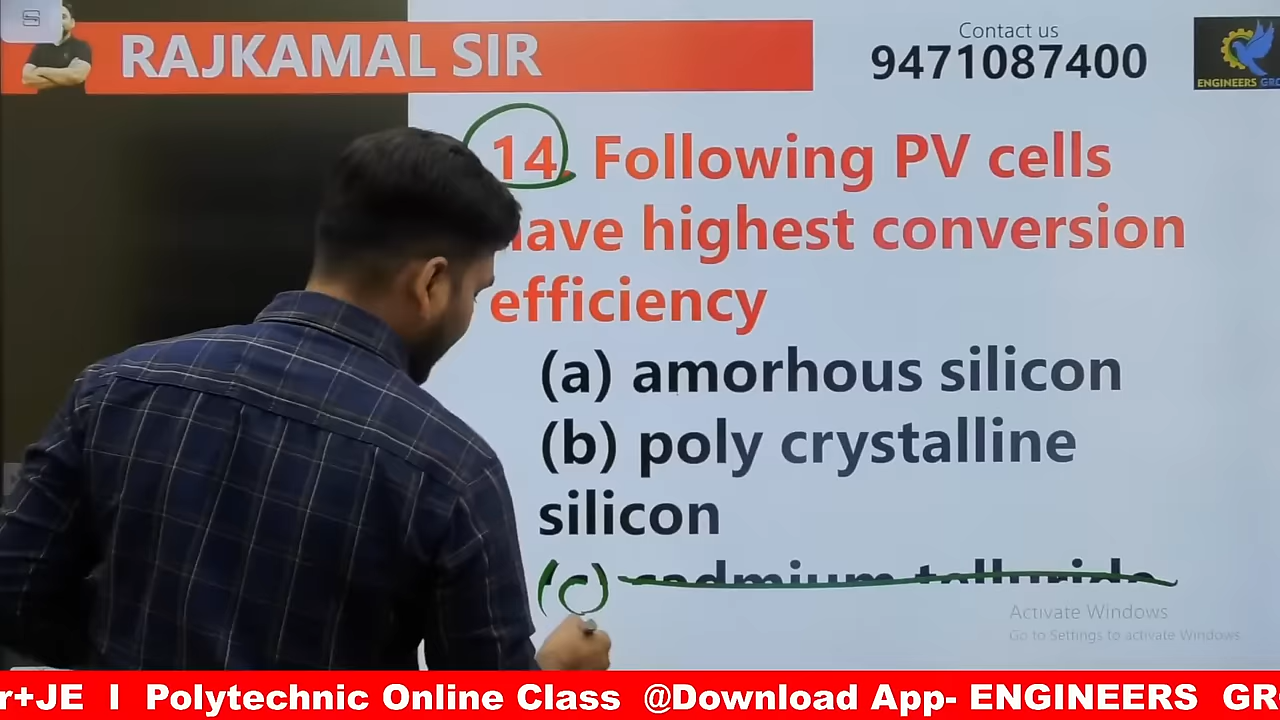 RAJKAMAL SIR
Contact us
9471087400
ENGINEERS GRO
14. Following PV cells
have highest conversion
efficiency
(a) amorhous silicon
(b) poly crystalline
silicon
(c) cadmium telluride
Activate Windows
Go to Settings to activate Windows.
r+JE I Polytechnic Online Class @Download App- ENGINEERS GR